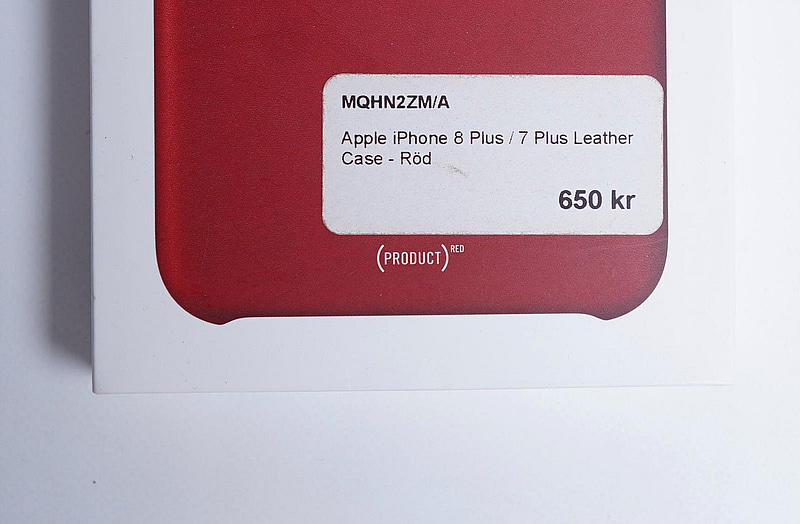 MQHN2ZM/A
Apple iPhone 8 Plus / 7 Plus Leather
Case - Röd
650 kr
(PRODUCT)RED